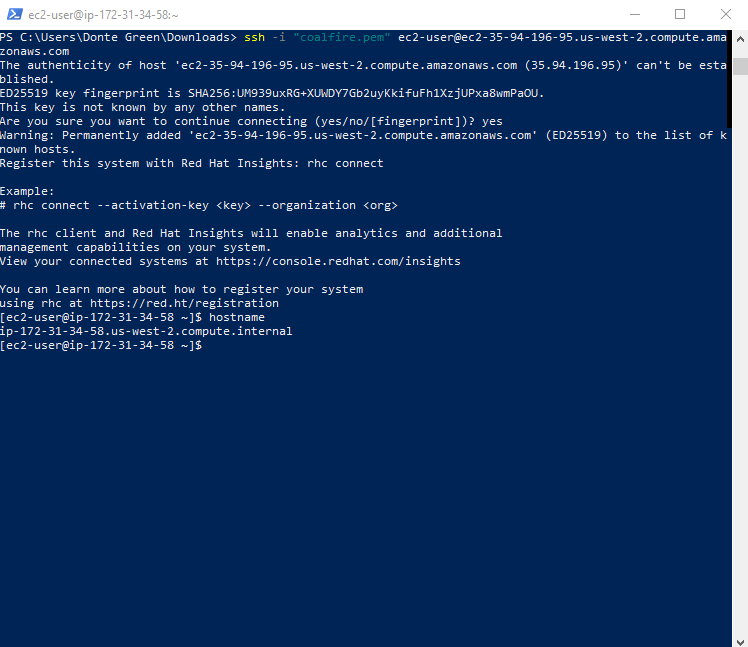 ec2-user@ip-172-31-34-58:~
PS C:\Users\Donte Green\Downloads> ssh -i "coalfire.pem" ec2-user@ec2-35-94-196-95.us-west-2.compute.ama
zonaws.com
The authenticity of host 'ec2-35-94-196-95.us-west-2.compute.amazonaws.com (35.94.196.95)' can't be esta
blished.
ED25519 key fingerprint is SHA256:UM939uxRG+XUWDY7Gb2uyKkifuFh1XzjUPxa8wmPaOU.
This key is not known by any other names.
Are you sure you want to continue connecting (yes/no/[fingerprint])? yes
Warning: Permanently added 'ec2-35-94-196-95.us-west-2.compute.amazonaws.com' (ED25519) to the list of k
nown hosts.
Register this system with Red Hat Insights: rhc connect
Example:
# rhc connect --activation-key <key> --organization <org>
The rhc client and Red Hat Insights will enable analytics and additional
management capabilities on your system.
View your connected systems at https://console.redhat.com/insights
You can learn more about how to register your system
using rhc at https://red.ht/registration
[ec2-user@ip-172-31-34-58 ~]$ hostname
ip-172-31-34-58.us-west-2.compute.internal
[ec2-user@ip-172-31-34-58 ~]$